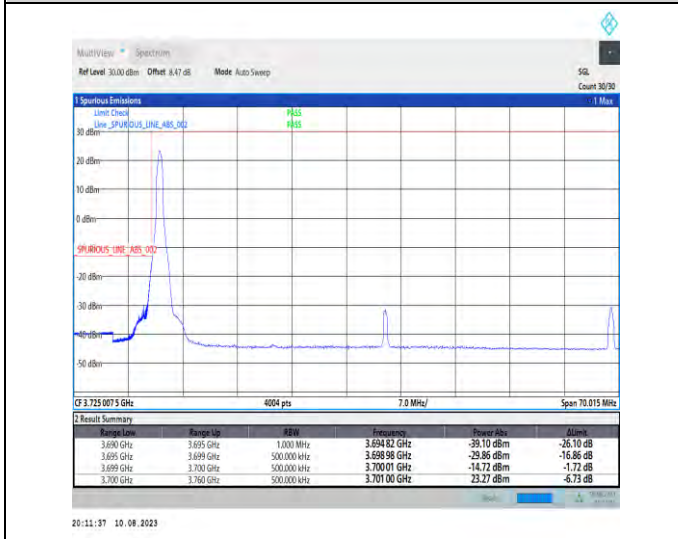 MultiView Spectrum
Ref Level 30.00 dBm Offset 8.47 dB Mode Auto Sweep SGL
Count 30/30
1 Spurious Emissions 1 Max
Limit Check PASS
Line _SPURIOUS_LINE_ABS_002 PASS
30 dBm
20 dBm
10 dBm
0 dBm
SPURIOUS_LINE_ABS_002
-20 dBm
-30 dBm
-40 dBm
-50 dBm
CF 3.725 007 5 GHz 4004 pts 7.0 MHz/ Span 70.015 MHz
2 Result Summary
Range Low Range Up RBW Frequency Power Abs ΔLimit
3.690 GHz 3.695 GHz 1.000 MHz 3.694 82 GHz -39.10 dBm -26.10 dB
3.695 GHz 3.699 GHz 500.000 kHz 3.698 98 GHz -29.86 dBm -16.86 dB
3.699 GHz 3.700 GHz 500.000 kHz 3.700 01 GHz -14.72 dBm -1.72 dB
3.700 GHz 3.760 GHz 500.000 kHz 3.701 00 GHz 23.27 dBm -6.73 dB
20:11:37 10.08.2023